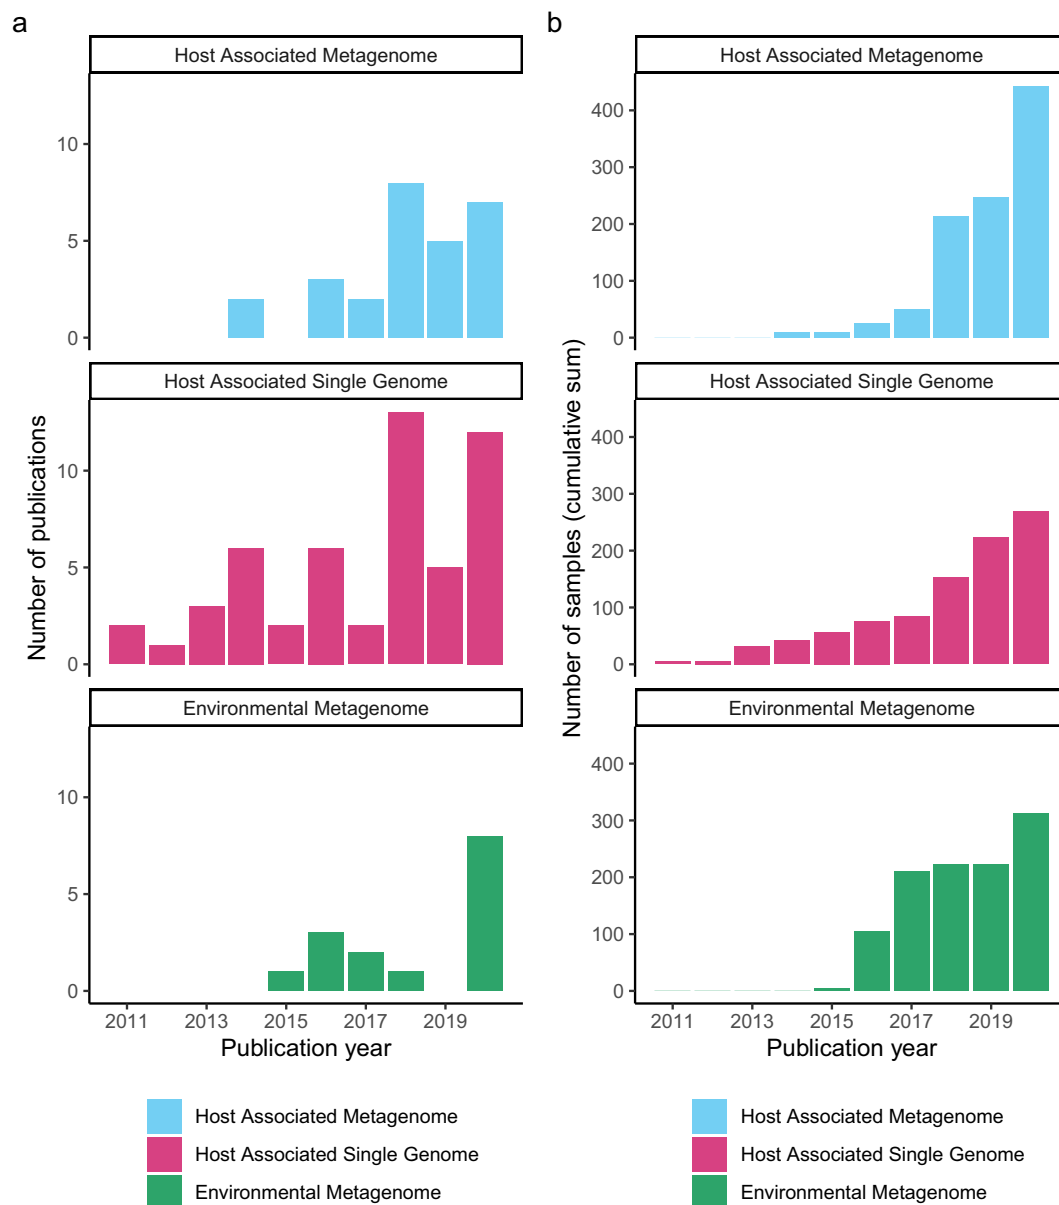 a
Host Associated Metagenome
10
5
0
Host Associated Single Genome
10
5
0
Environmental Metagenome
10
5
0
2011 2013 2015 2017 2019
Publication year
Number of publications
Host Associated Metagenome
Host Associated Single Genome
Environmental Metagenome
b
Host Associated Metagenome
400
300
200
100
0
Host Associated Single Genome
400
300
200
100
0
Environmental Metagenome
400
300
200
100
0
2011 2013 2015 2017 2019
Publication year
Number of samples (cumulative sum)
Host Associated Metagenome
Host Associated Single Genome
Environmental Metagenome